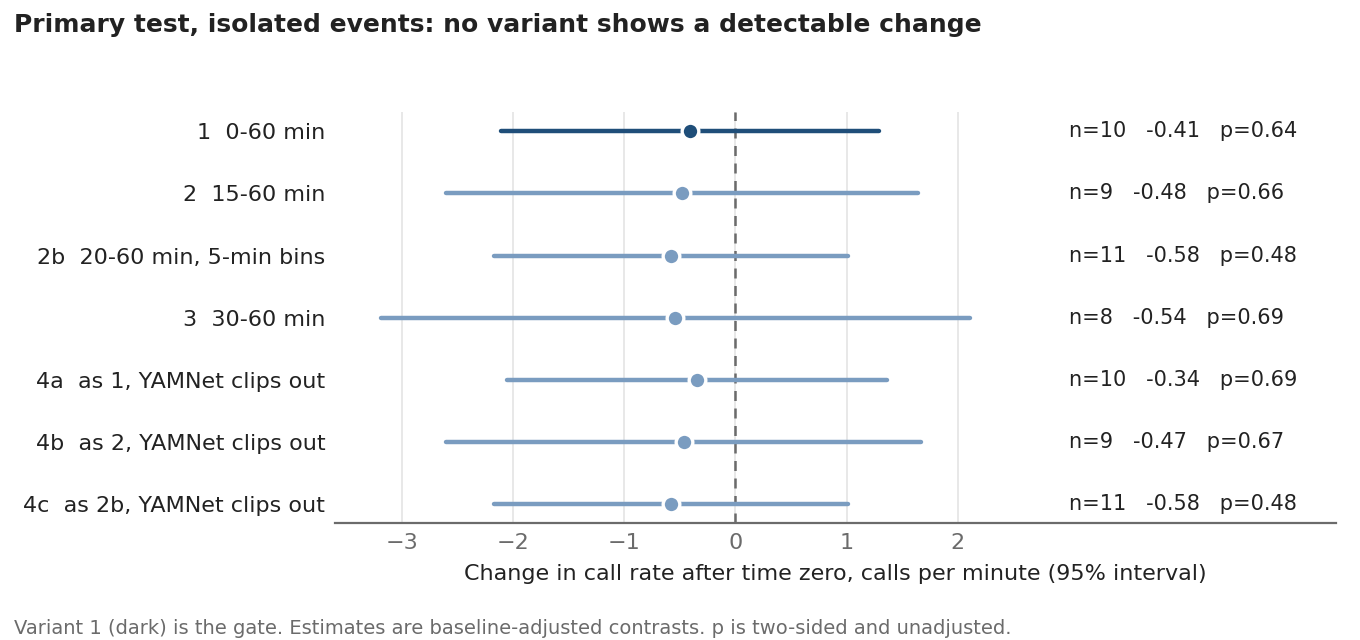 Primary test, isolated events: no variant shows a detectable change
1  0-60 min  n=10  -0.41  p=0.64
2  15-60 min  n=9  -0.48  p=0.66
2b  20-60 min, 5-min bins  n=11  -0.58  p=0.48
3  30-60 min  n=8  -0.54  p=0.69
4a  as 1, YAMNet clips out  n=10  -0.34  p=0.69
4b  as 2, YAMNet clips out  n=9  -0.47  p=0.67
4c  as 2b, YAMNet clips out  n=11  -0.58  p=0.48
−3  −2  −1  0  1  2
Change in call rate after time zero, calls per minute (95% interval)
Variant 1 (dark) is the gate. Estimates are baseline-adjusted contrasts. p is two-sided and unadjusted.